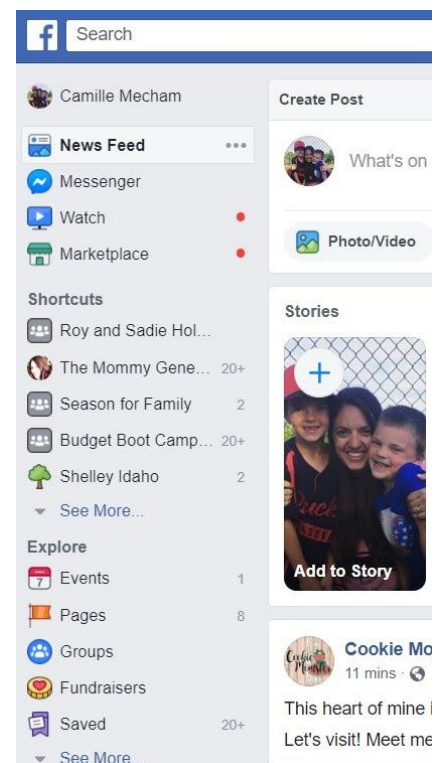 f
Search
Camille Mecham
News Feed
Messenger
Watch
Marketplace
Shortcuts
Roy and Sadie Hol...
The Mommy Gene... 20+
Season for Family 2
Budget Boot Camp... 20+
Shelley Idaho 2
See More...
Explore
7 Events 1
Pages 8
Groups
Fundraisers
Saved 20+
See More...
Create Post
What's on
Photo/Video
Stories
Add to Story
Cookie Monster
Cookie Mo
11 mins
This heart of mine i
Let's visit! Meet me